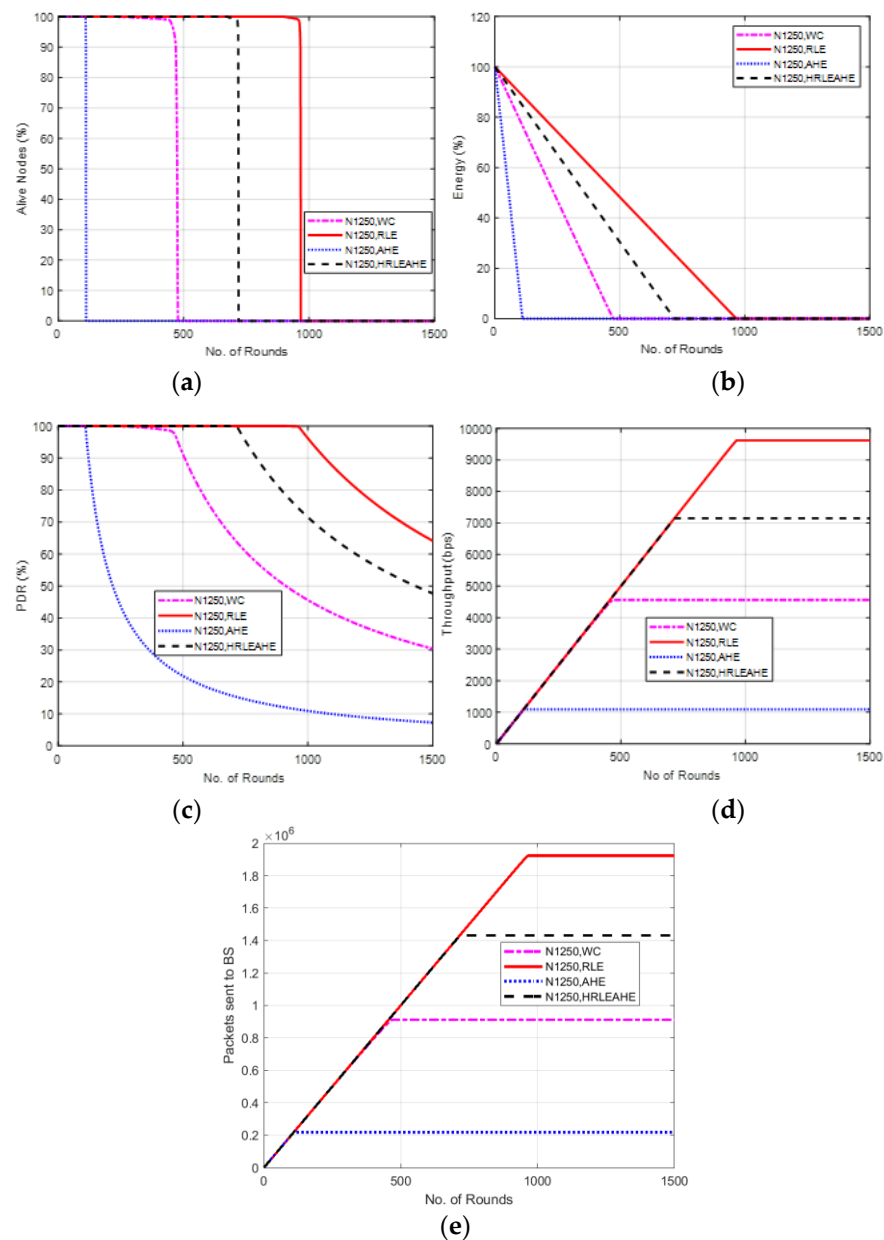 100
90
80
70
60
50
40
30
20
10
0
Alive Nodes (%)
N1250,WC
N1250,RLE
N1250,AHE
N1250,HRLEAHE
0 500 1000 1500
No. of Rounds
(a)
120
100
80
60
40
20
0
Energy (%)
N1250,WC
N1250,RLE
N1250,AHE
N1250,HRLEAHE
0 500 1000 1500
No. of Rounds
(b)
100
90
80
70
60
50
40
30
20
10
0
PDR (%)
N1250,WC
N1250,RLE
N1250,AHE
N1250,HRLEAHE
0 500 1000 1500
No. of Rounds
(c)
10000
9000
8000
7000
6000
5000
4000
3000
2000
1000
0
Throughput (bps)
N1250,WC
N1250,RLE
N1250,AHE
N1250,HRLEAHE
0 500 1000 1500
No of Rounds
(d)
×10⁶
2
1.8
1.6
1.4
1.2
1
0.8
0.6
0.4
0.2
0
Packets sent to BS
N1250,WC
N1250,RLE
N1250,AHE
N1250,HRLEAHE
0 500 1000 1500
No. of Rounds
(e)